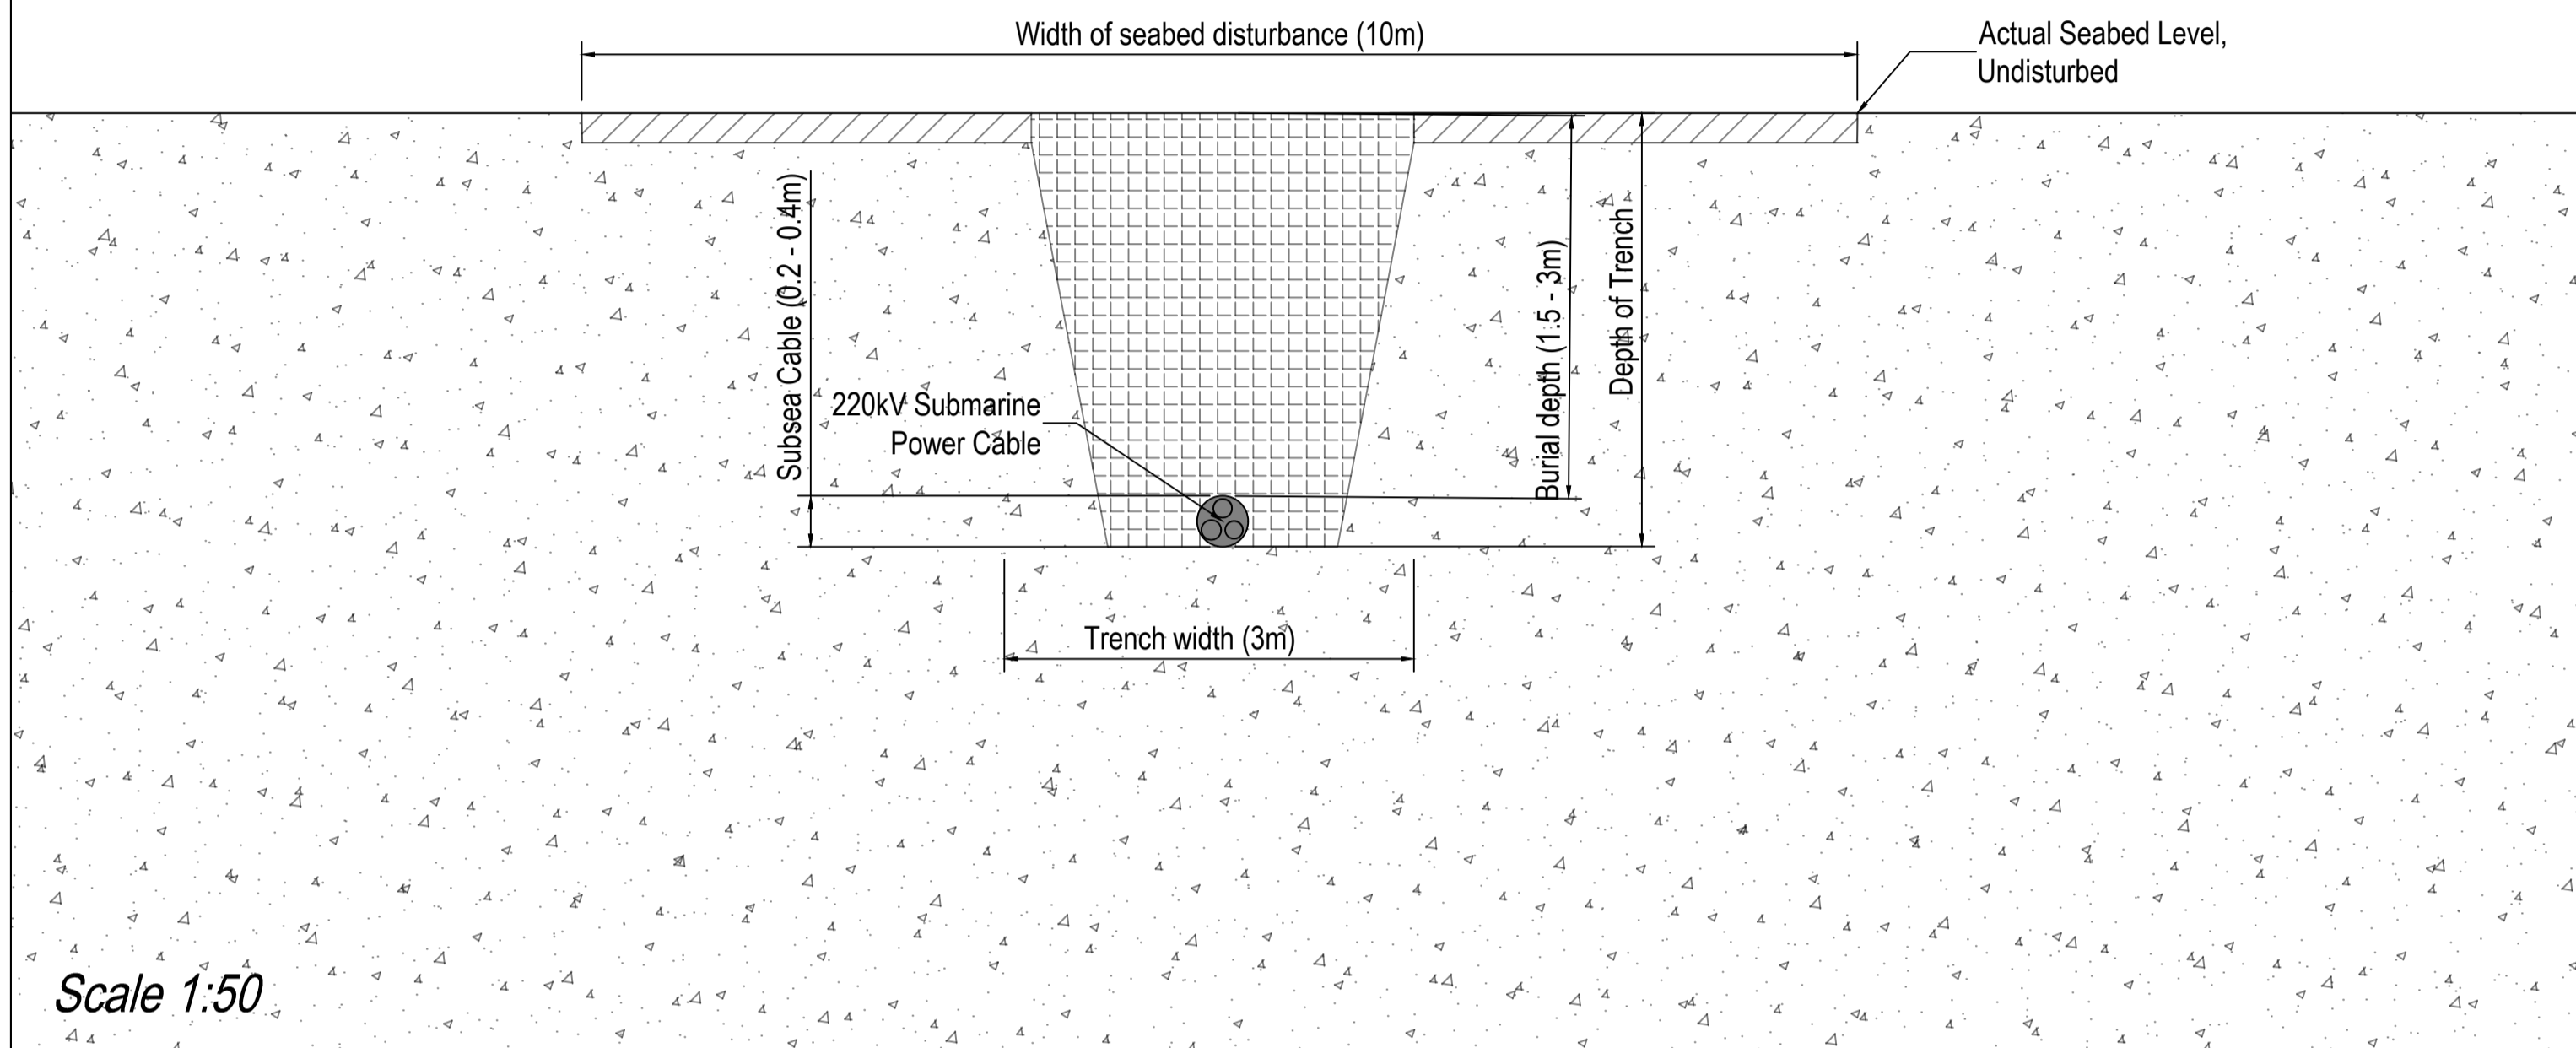 Width of seabed disturbance (10m)
Actual Seabed Level,
Undisturbed
Subsea Cable (0.2 - 0.4m)
220kV Submarine
Power Cable
Burial depth (1.5 - 3m)
Depth of Trench
Trench width (3m)
Scale 1:50